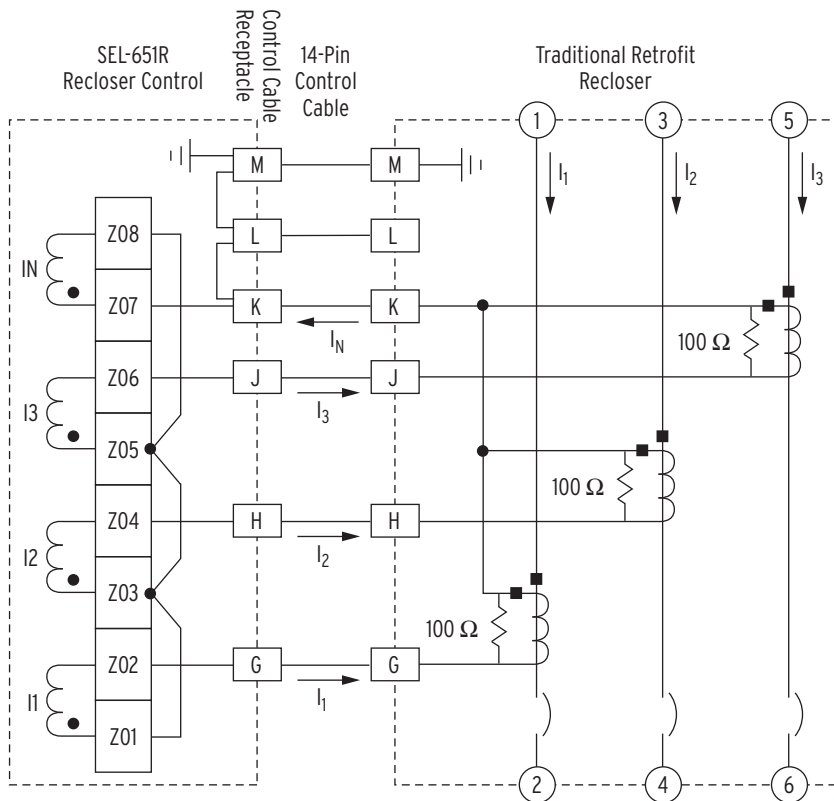 SEL-651R
Recloser Control
Control Cable
Receptacle
14-Pin
Control
Cable
Traditional Retrofit
Recloser
1
3
5
M
M
I1
I2
I3
Z08
L
L
IN
Z07
K
K
IN
100 Ω
Z06
J
J
I3
I3
Z05
Z04
H
H
100 Ω
I2
I2
Z03
100 Ω
Z02
G
G
I1
I1
Z01
2
4
6